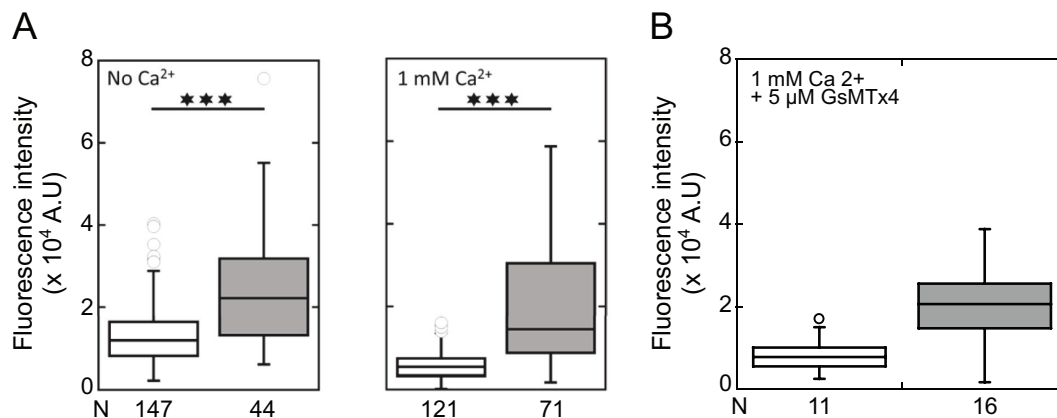 A
Fluorescence intensity
(x 10⁴ A.U)
8
6
4
2
0
No Ca²⁺
★★★
N 147 44
1 mM Ca²⁺
★★★
121 71
B
Fluorescence intensity
(x 10⁴ A.U)
8
6
4
2
0
1 mM Ca 2+
+ 5 µM GsMTx4
N 11 16